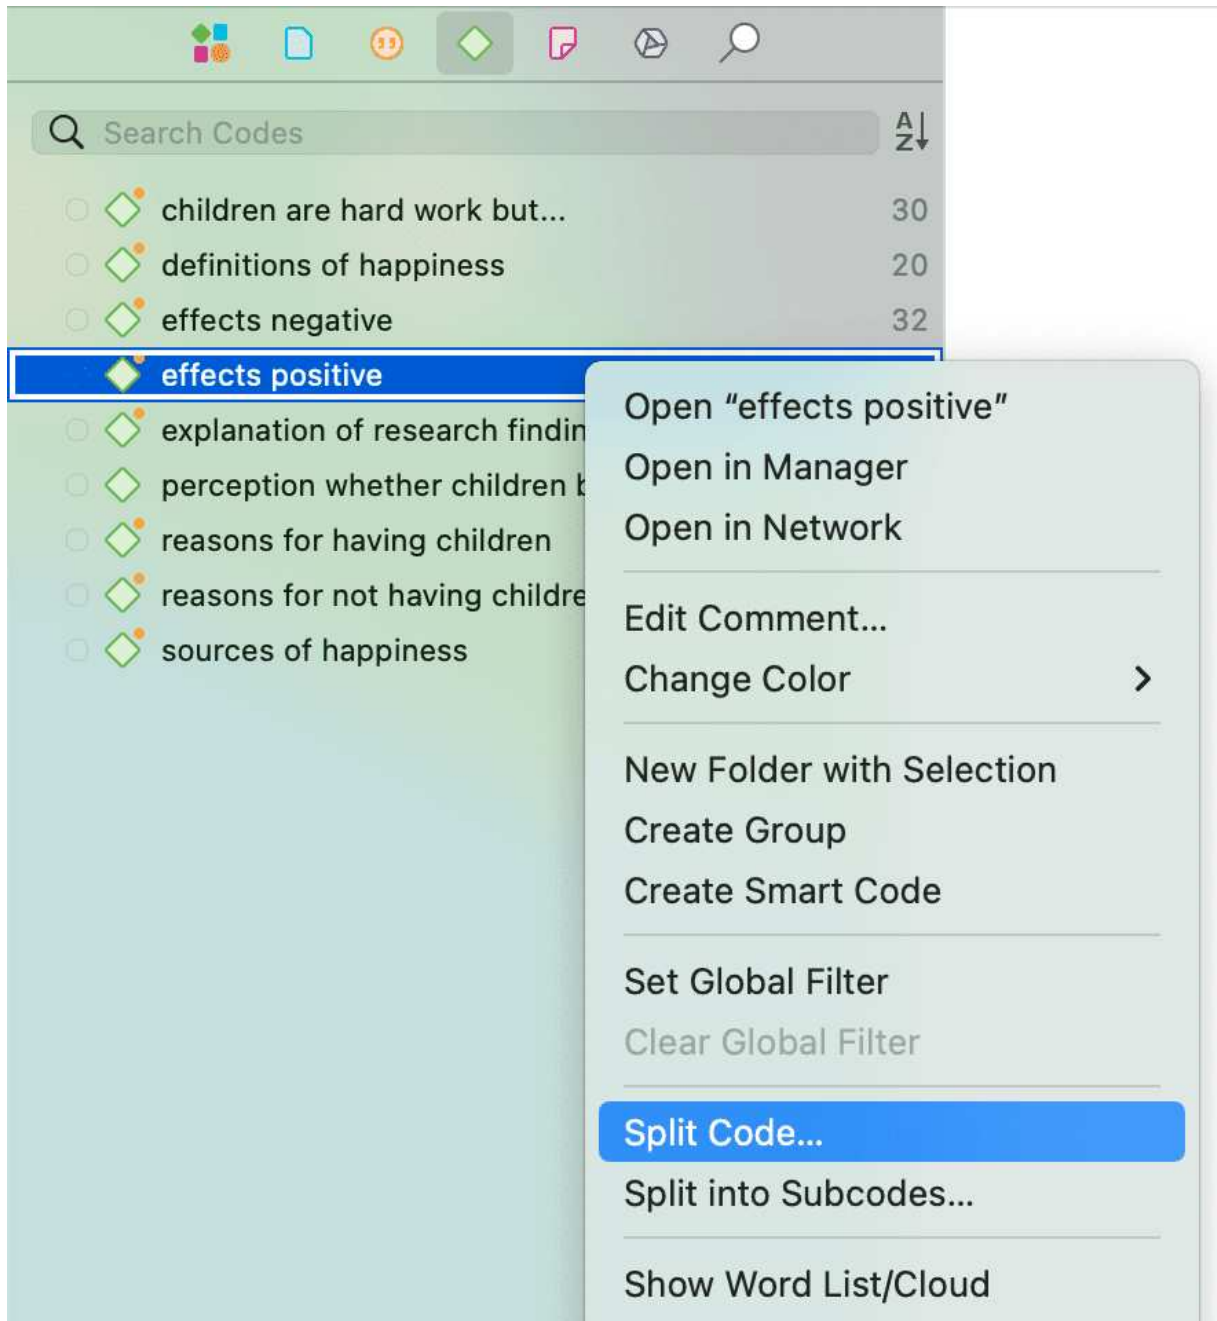 Search Codes
A
Z
children are hard work but...
30
definitions of happiness
20
effects negative
32
effects positive
explanation of research findin
perception whether children
reasons for having children
reasons for not having childre
sources of happiness
Open “effects positive”
Open in Manager
Open in Network
Edit Comment...
Change Color
New Folder with Selection
Create Group
Create Smart Code
Set Global Filter
Clear Global Filter
Split Code...
Split into Subcodes...
Show Word List/Cloud